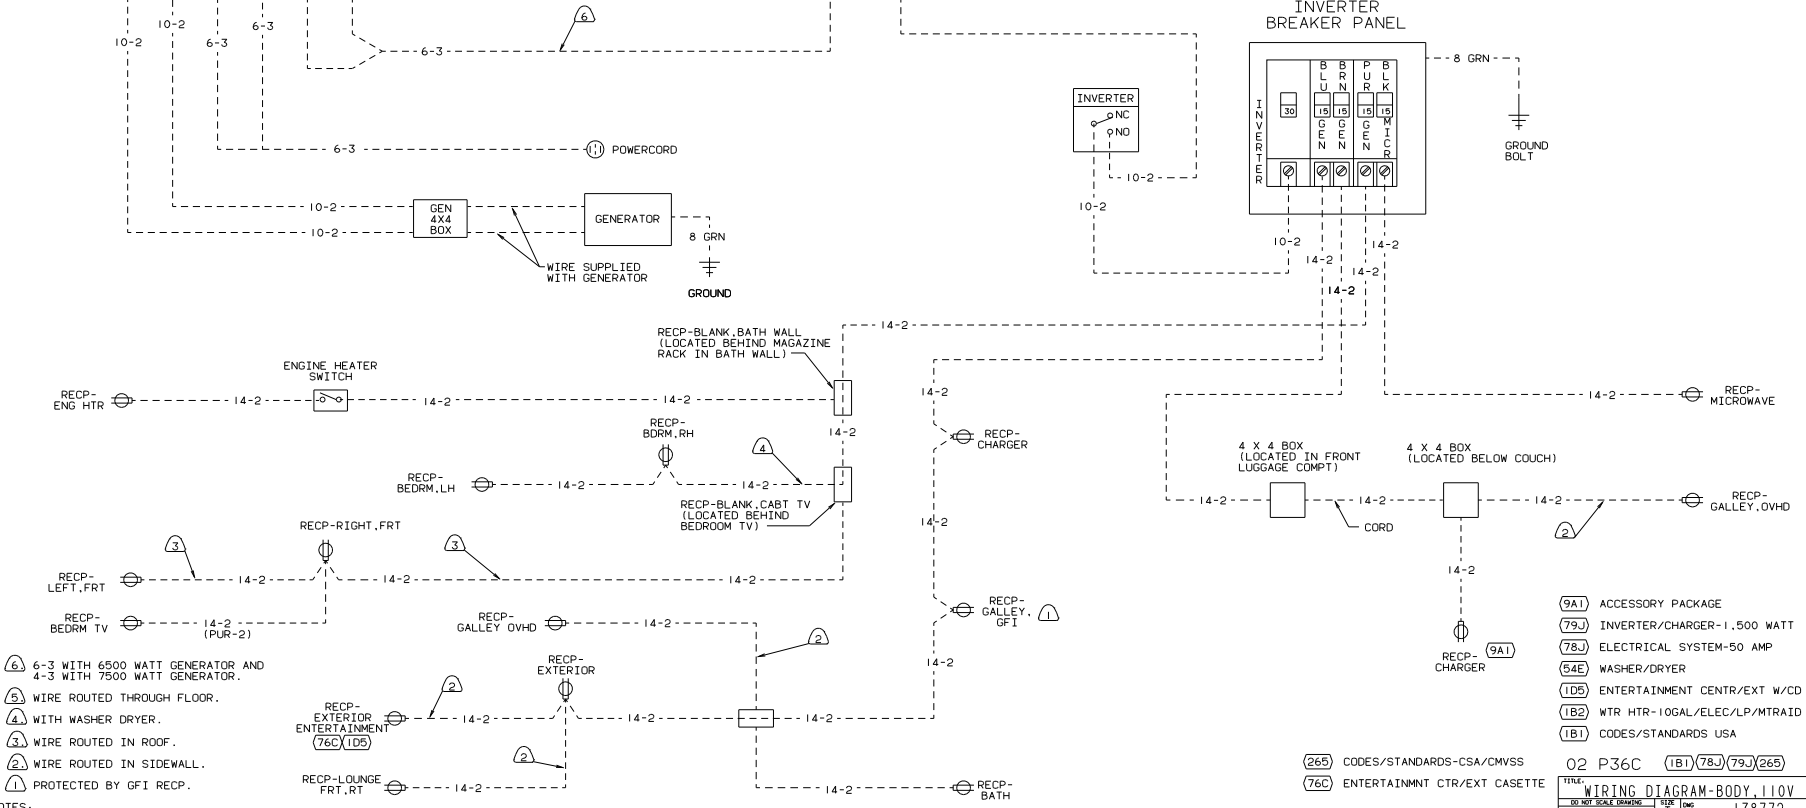 INVERTER
BREAKER PANEL
10-2
10-2
6-3
6-3
6-3
6
8 GRN
INVERTER
NC
NO
INVERTER
30
BLU
15
GEN
BRN
15
GEN
PUR
15
GEN
BLK
15
MICR
GROUND
BOLT
6-3
POWERCORD
10-2
10-2
10-2
GEN
4X4
BOX
10-2
GENERATOR
8 GRN
GROUND
WIRE SUPPLIED
WITH GENERATOR
10-2
14-2
14-2
14-2
14-2
14-2
RECP-BLANK,BATH WALL
(LOCATED BEHIND MAGAZINE
RACK IN BATH WALL)
ENGINE HEATER
SWITCH
RECP-
ENG HTR
14-2
14-2
14-2
14-2
14-2
RECP-
MICROWAVE
14-2
RECP-
BDRM,RH
4
14-2
RECP-
CHARGER
4 X 4 BOX
(LOCATED IN FRONT
LUGGAGE COMPT)
4 X 4 BOX
(LOCATED BELOW COUCH)
RECP-
BEDRM,LH
14-2
14-2
RECP-BLANK,CABT TV
(LOCATED BEHIND
BEDROOM TV)
14-2
14-2
14-2
14-2
CORD
2
RECP-
GALLEY,OVHD
RECP-RIGHT,FRT
3
3
14-2
RECP-
LEFT,FRT
14-2
14-2
14-2
14-2
RECP-
BEDRM TV
14-2
(PUR-2)
RECP-
GALLEY OVHD
14-2
RECP-
GALLEY,
GFI
1
2
14-2
RECP-
CHARGER
9A1
RECP-
EXTERIOR
2
RECP-
EXTERIOR
ENTERTAINMENT
76C 1D5
14-2
14-2
14-2
2
RECP-LOUNGE
FRT,RT
14-2
14-2
RECP-
BATH
6. 6-3 WITH 6500 WATT GENERATOR AND
4-3 WITH 7500 WATT GENERATOR.
5. WIRE ROUTED THROUGH FLOOR.
4. WITH WASHER DRYER.
3. WIRE ROUTED IN ROOF.
2. WIRE ROUTED IN SIDEWALL.
1 PROTECTED BY GFI RECP.
NOTES:
9A1 ACCESSORY PACKAGE
79J INVERTER/CHARGER-1,500 WATT
78J ELECTRICAL SYSTEM-50 AMP
54E WASHER/DRYER
1D5 ENTERTAINMENT CENTR/EXT W/CD
1B2 WTR HTR-10GAL/ELEC/LP/MTRAID
1B1 CODES/STANDARDS USA
265 CODES/STANDARDS-CSA/CMVSS
76C ENTERTAINMNT CTR/EXT CASETTE
02 P36C 1B1 78J 79J 265
TITLE:
WIRING DIAGRAM-BODY,110V
DO NOT SCALE DRAWING SIZE DWG 178772